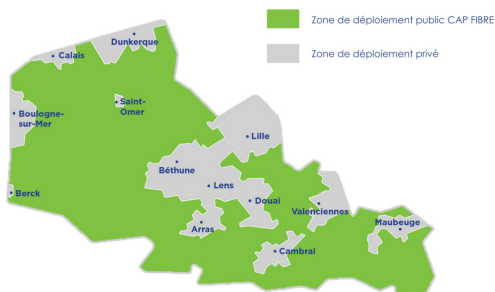 Zone de déploiement public CAP FIBRE
Zone de déploiement privé
Dunkerque
Calais
Saint-
Omer
Boulogne-
sur-Mer
Lille
Béthune
Lens
Berck
Douai
Valenciennes
Arras
Maubeuge
Cambrai